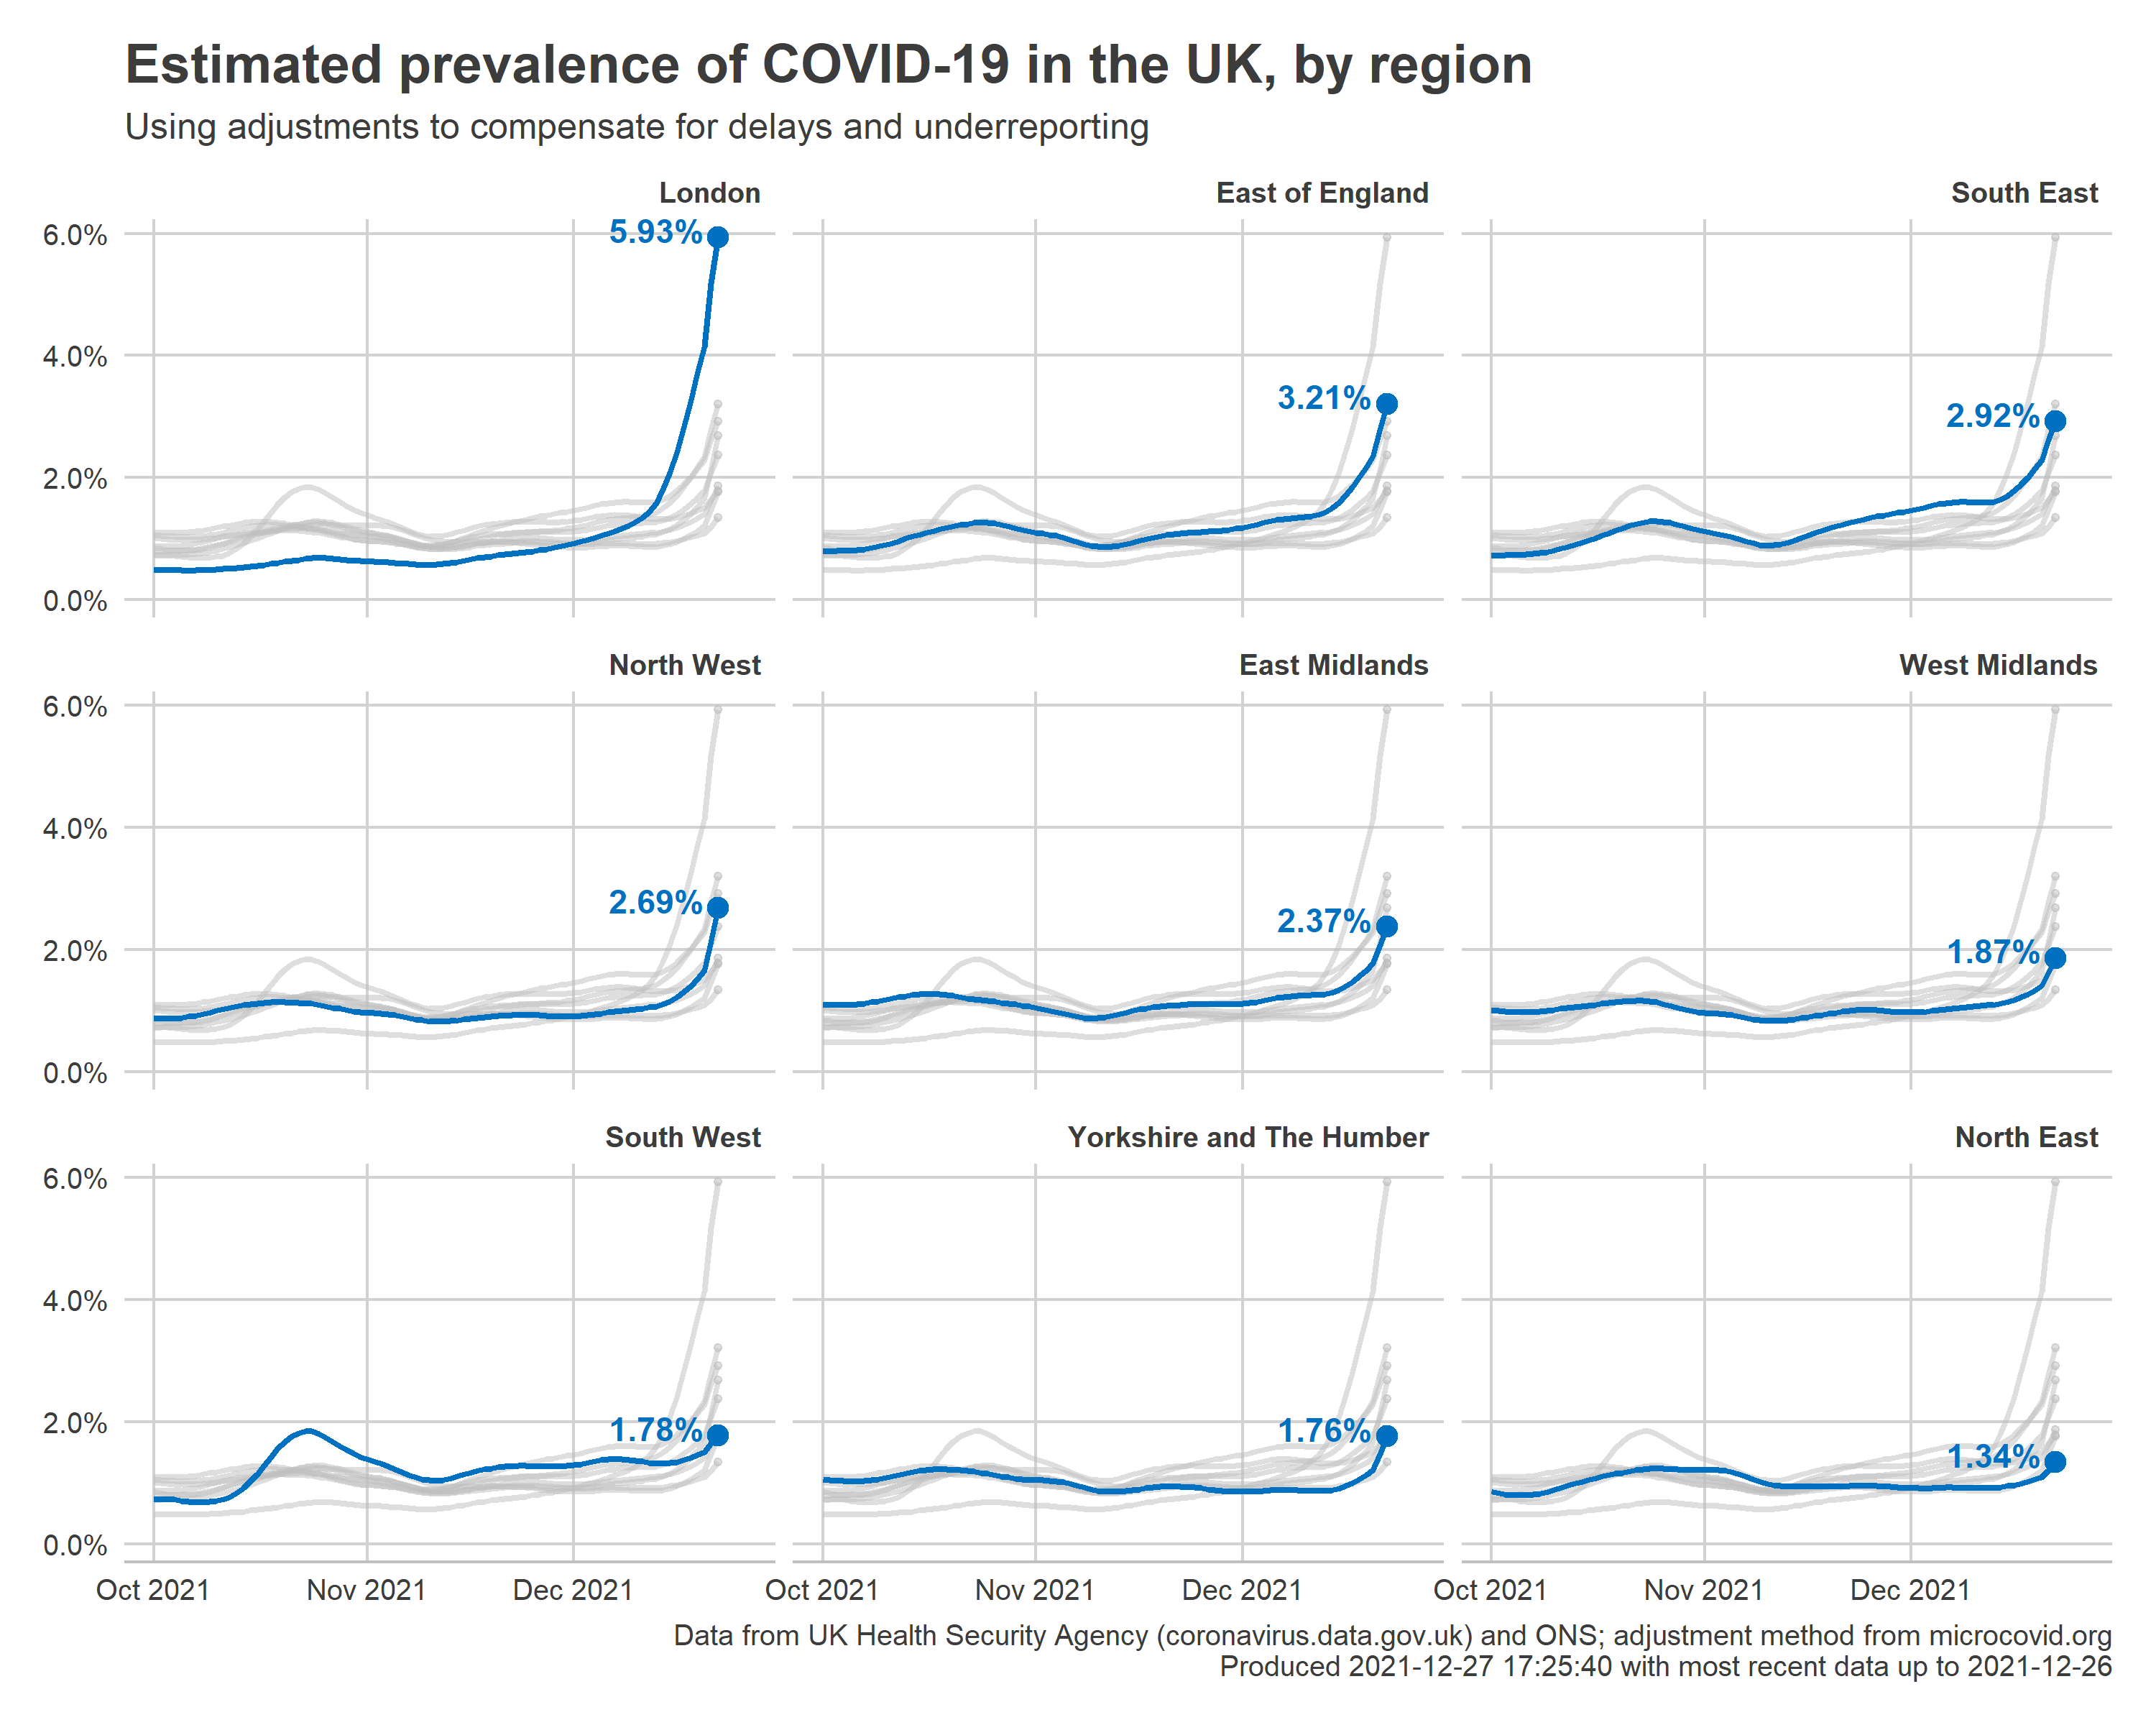 Estimated prevalence of COVID-19 in the UK, by region
Using adjustments to compensate for delays and underreporting
London
East of England
South East
6.0%
4.0%
2.0%
0.0%
5.93%
3.21%
2.92%
North West
East Midlands
West Midlands
6.0%
4.0%
2.0%
0.0%
2.69%
2.37%
1.87%
South West
Yorkshire and The Humber
North East
6.0%
4.0%
2.0%
0.0%
1.78%
1.76%
1.34%
Oct 2021 Nov 2021 Dec 2021
Oct 2021 Nov 2021 Dec 2021
Oct 2021 Nov 2021 Dec 2021
Data from UK Health Security Agency (coronavirus.data.gov.uk) and ONS; adjustment method from microcovid.org
Produced 2021-12-27 17:25:40 with most recent data up to 2021-12-26